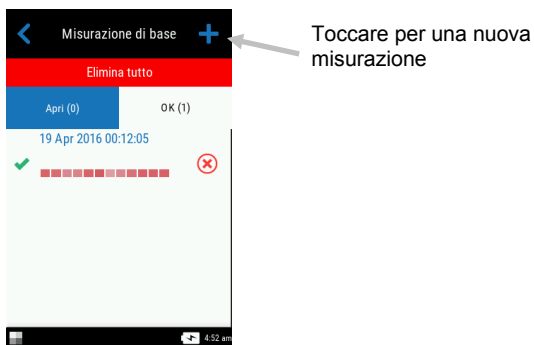 Misurazione di base
Toccare per una nuova
misurazione
Elimina tutto
Apri (0)
OK (1)
19 Apr 2016 00:12:05
4:52 am